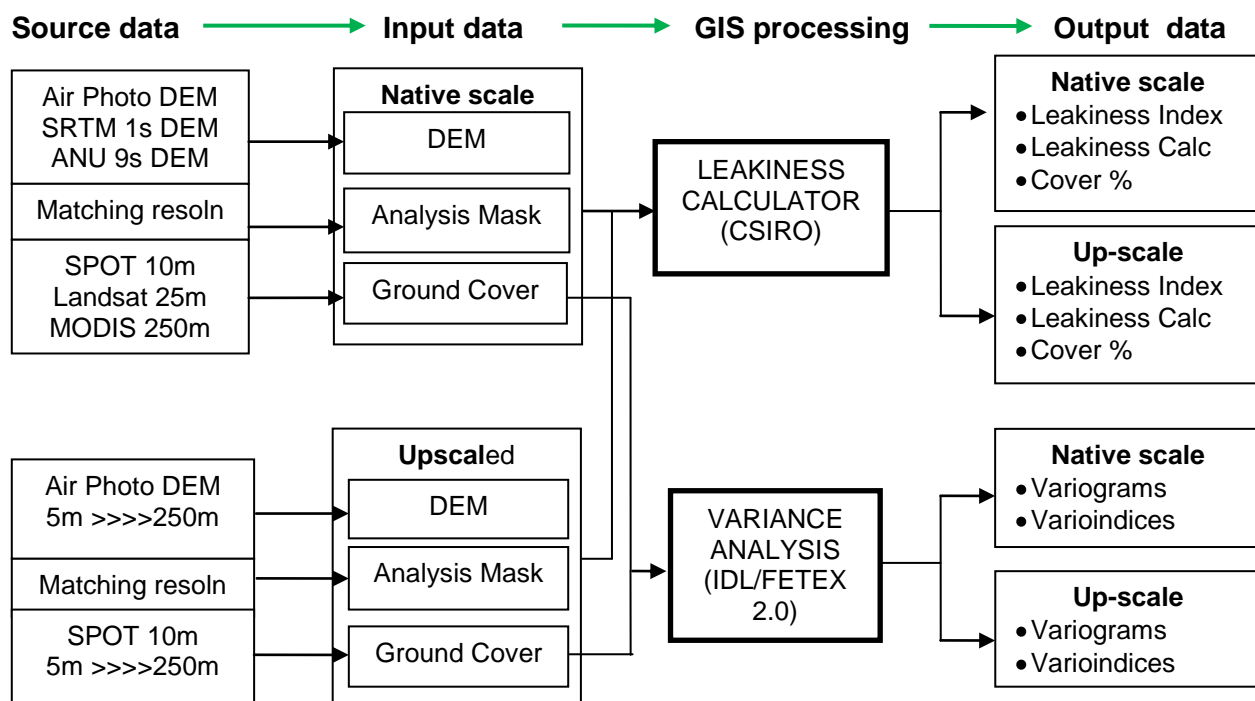 Source data
Input data
GIS processing
Output data
Air Photo DEM
SRTM 1s DEM
ANU 9s DEM
Matching resoln
SPOT 10m
Landsat 25m
MODIS 250m
Native scale
DEM
Analysis Mask
Ground Cover
LEAKINESS
CALCULATOR
(CSIRO)
Native scale
•Leakiness Index
•Leakiness Calc
•Cover %
Up-scale
•Leakiness Index
•Leakiness Calc
•Cover %
Air Photo DEM
5m >>>>250m
Matching resoln
SPOT 10m
5m >>>>250m
Upscaled
DEM
Analysis Mask
Ground Cover
VARIANCE
ANALYSIS
(IDL/FETEX
2.0)
Native scale
•Variograms
•Varioindices
Up-scale
•Variograms
•Varioindices